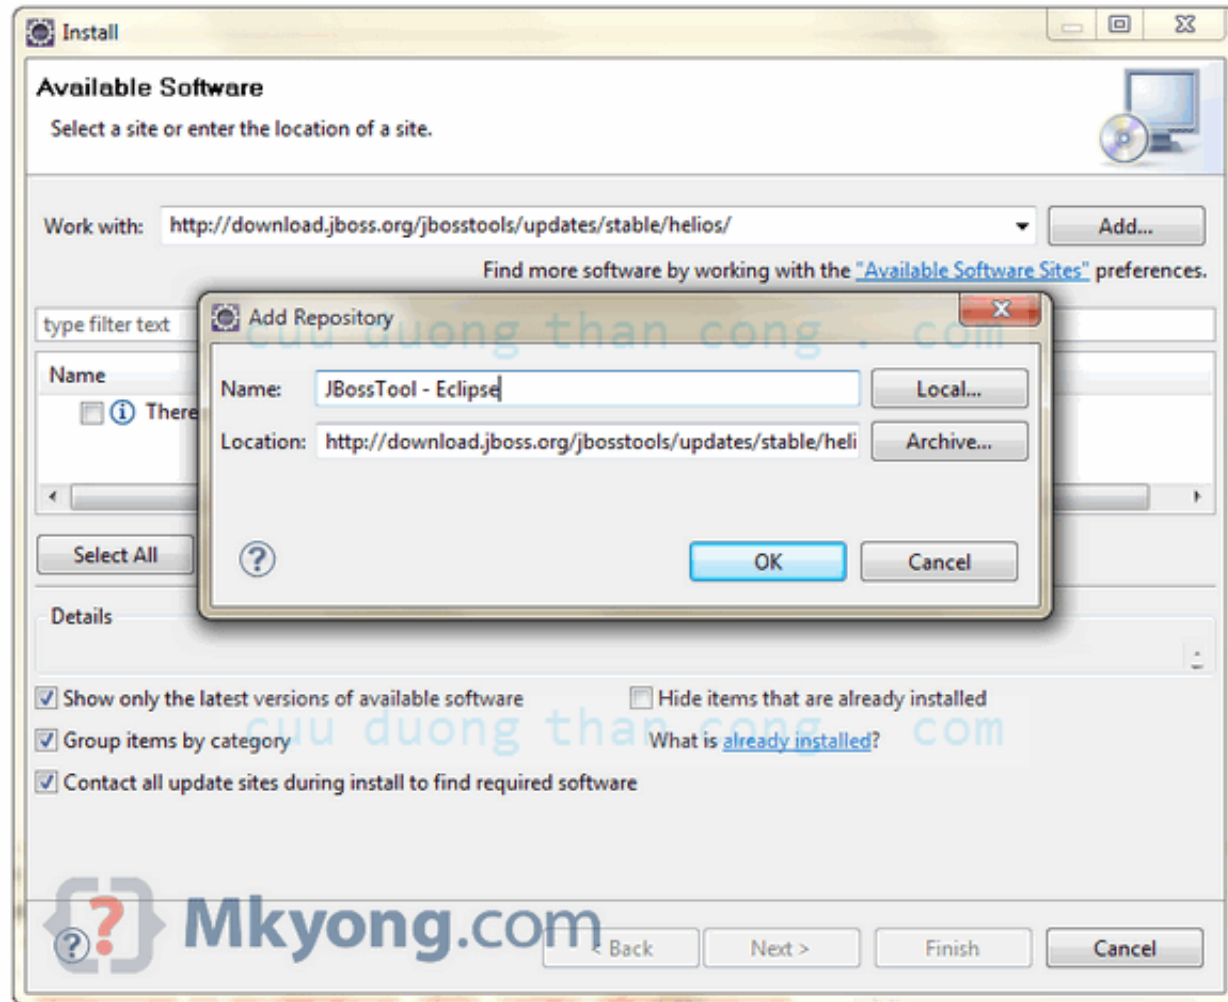 Install
Available Software
Select a site or enter the location of a site.
Work with: http://download.jboss.org/jbosstools/updates/stable/helios/ Add...
Find more software by working with the "Available Software Sites" preferences.
type filter text
Add Repository
cuu duong than cong . com
Name
There
Name: JBossTool - Eclipse Local...
Location: http://download.jboss.org/jbosstools/updates/stable/heli Archive...
Select All
OK Cancel
Details
Show only the latest versions of available software Hide items that are already installed
cuu duong than cong . com
Group items by category What is already installed?
Contact all update sites during install to find required software
Mkyong.com
< Back Next > Finish Cancel